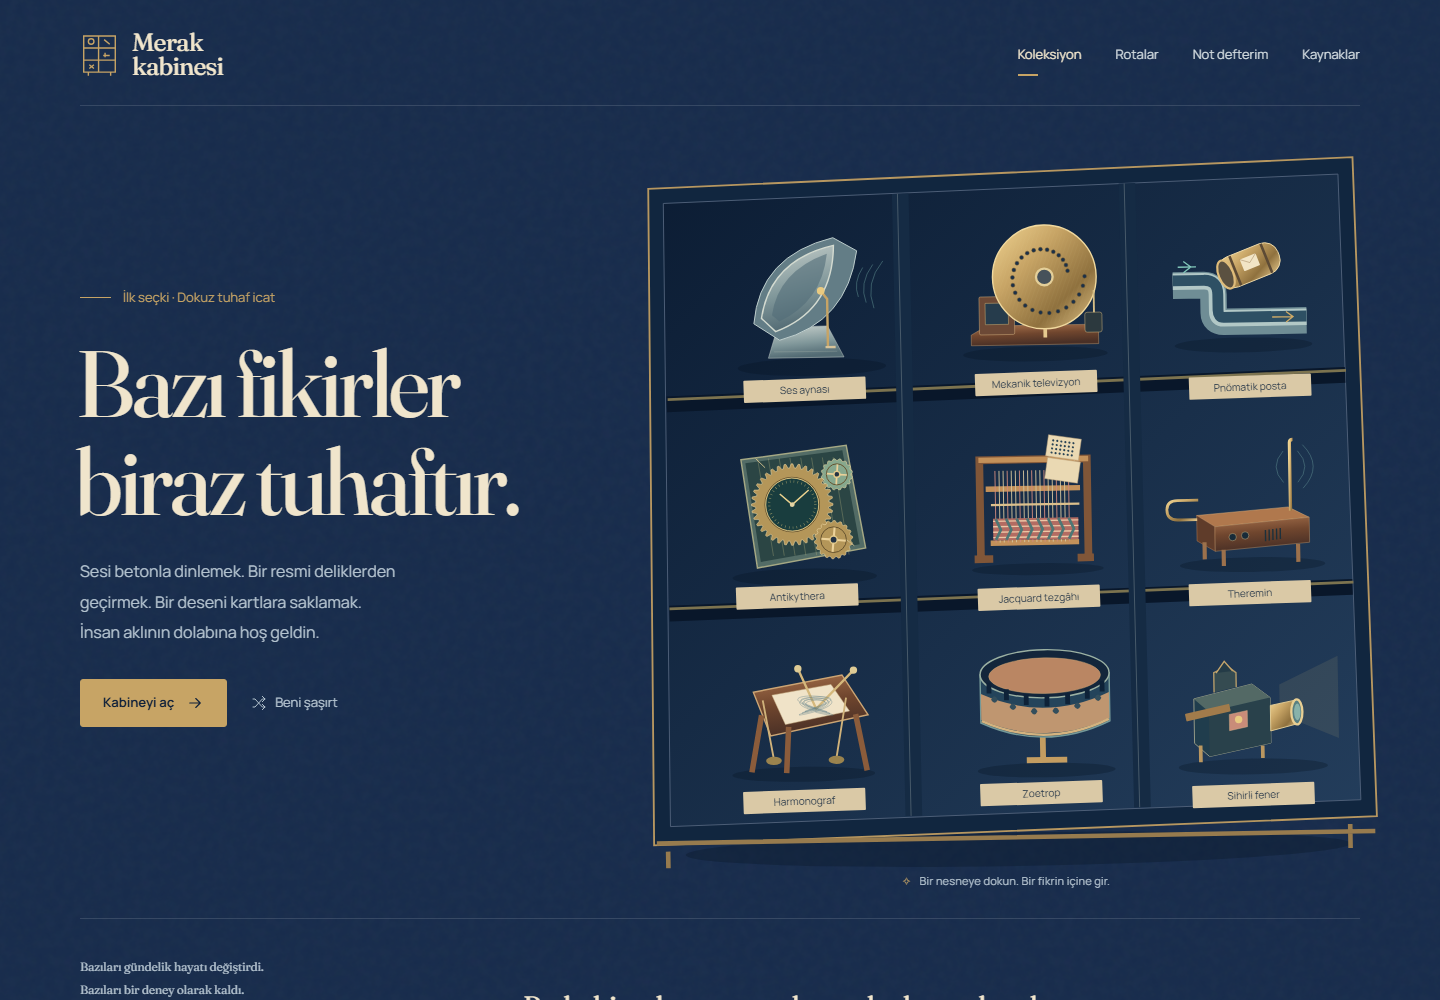 Merak
kabinesi
Koleksiyon
Rotalar
Not defterim
Kaynaklar
İlk seçki · Dokuz tuhaf icat
Bazı fikirler
biraz tuhaftır.
Sesi betonla dinlemek. Bir resmi deliklerden
geçirmek. Bir deseni kartlara saklamak.
İnsan aklının dolabına hoş geldin.
Kabineyi aç
Beni şaşırt
Ses aynası
Mekanik televizyon
Pnömatik posta
Antikythera
Jacquard tezgâhı
Theremin
Harmonograf
Zoetrop
Sihirli fener
Bir nesneye dokun. Bir fikrin içine gir.
Bazıları gündelik hayatı değiştirdi.
Bazıları bir deney olarak kaldı.